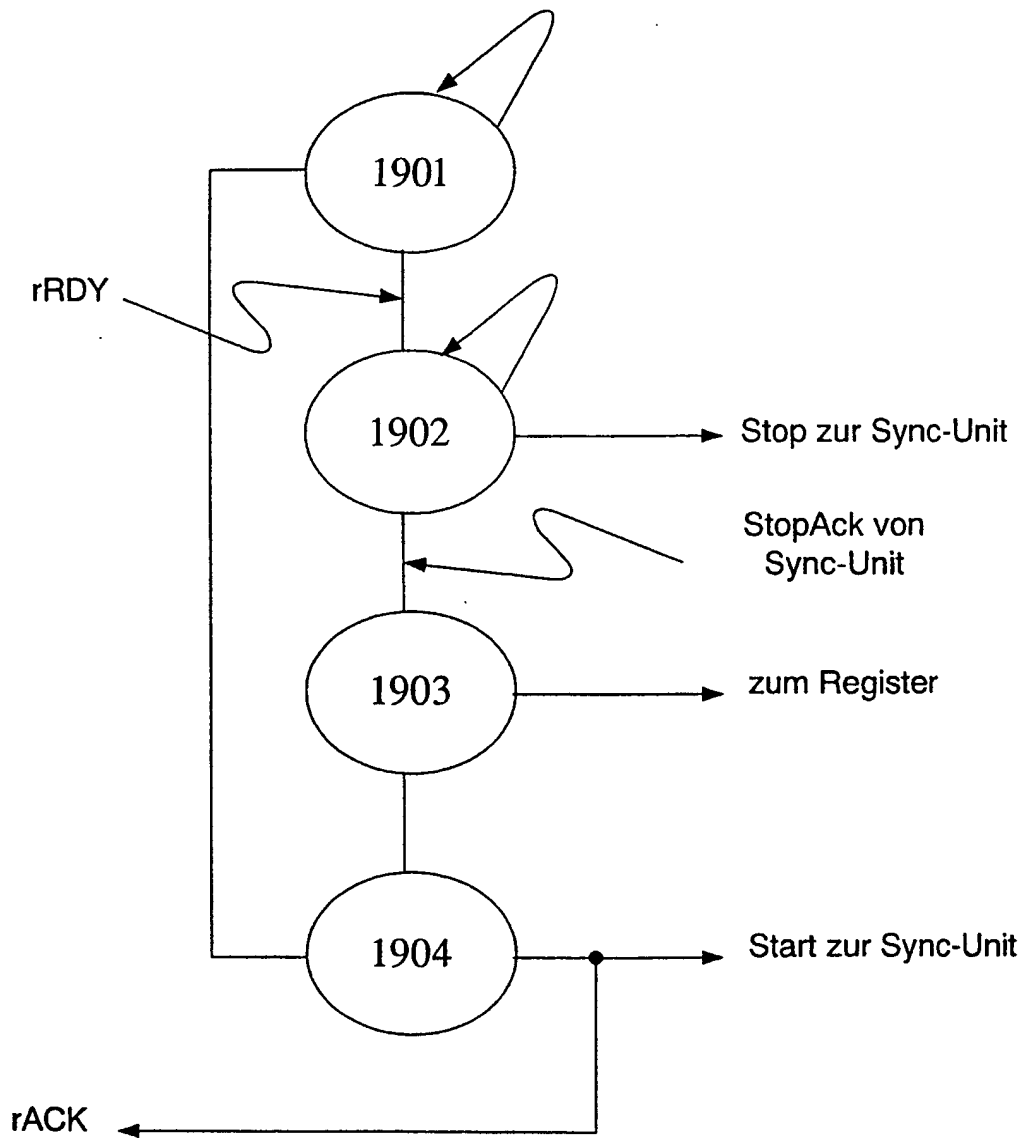 1901
rRDY
1902
Stop zur Sync-Unit
StopAck von
Sync-Unit
1903
zum Register
1904
Start zur Sync-Unit
rACK